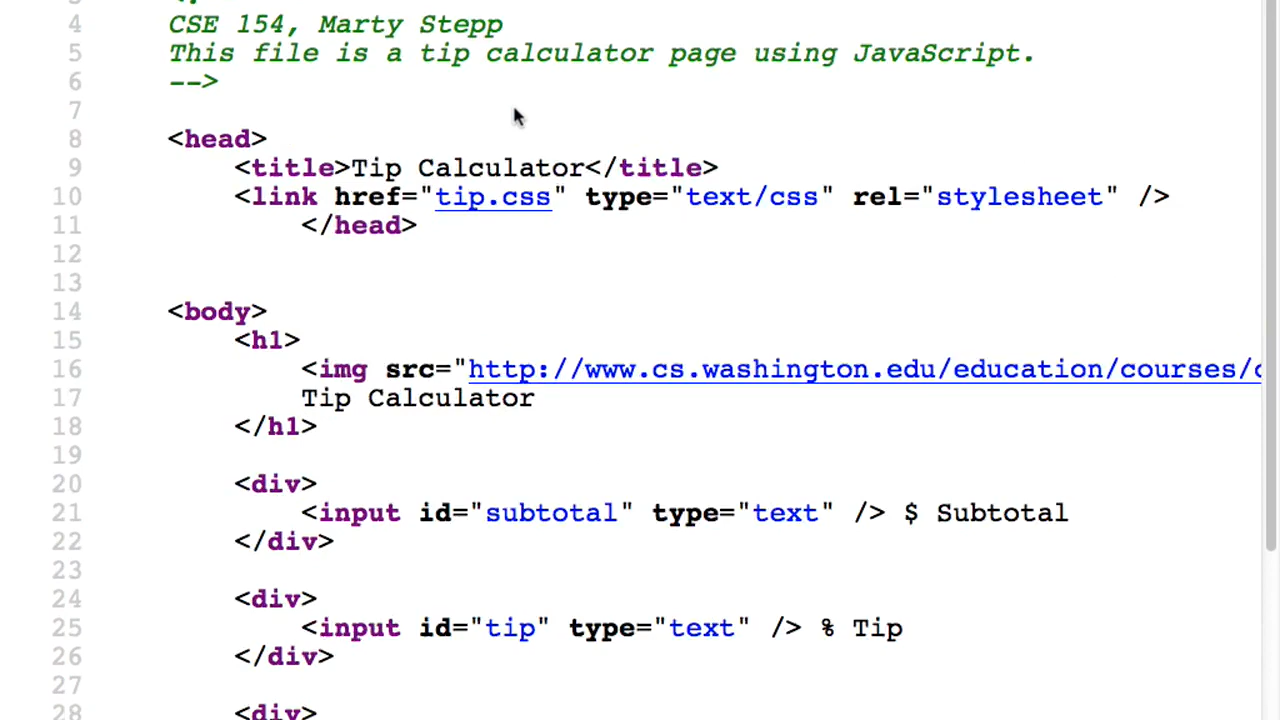 4 CSE 154, Marty Stepp
5 This file is a tip calculator page using JavaScript.
6 -->
7
8 <head>
9 <title>Tip Calculator</title>
10 <link href="tip.css" type="text/css" rel="stylesheet" />
11 </head>
12
13
14 <body>
15 <h1>
16 <img src="http://www.cs.washington.edu/education/courses/
17 Tip Calculator
18 </h1>
19
20 <div>
21 <input id="subtotal" type="text" /> $ Subtotal
22 </div>
23
24 <div>
25 <input id="tip" type="text" /> % Tip
26 </div>
27
28 <div>